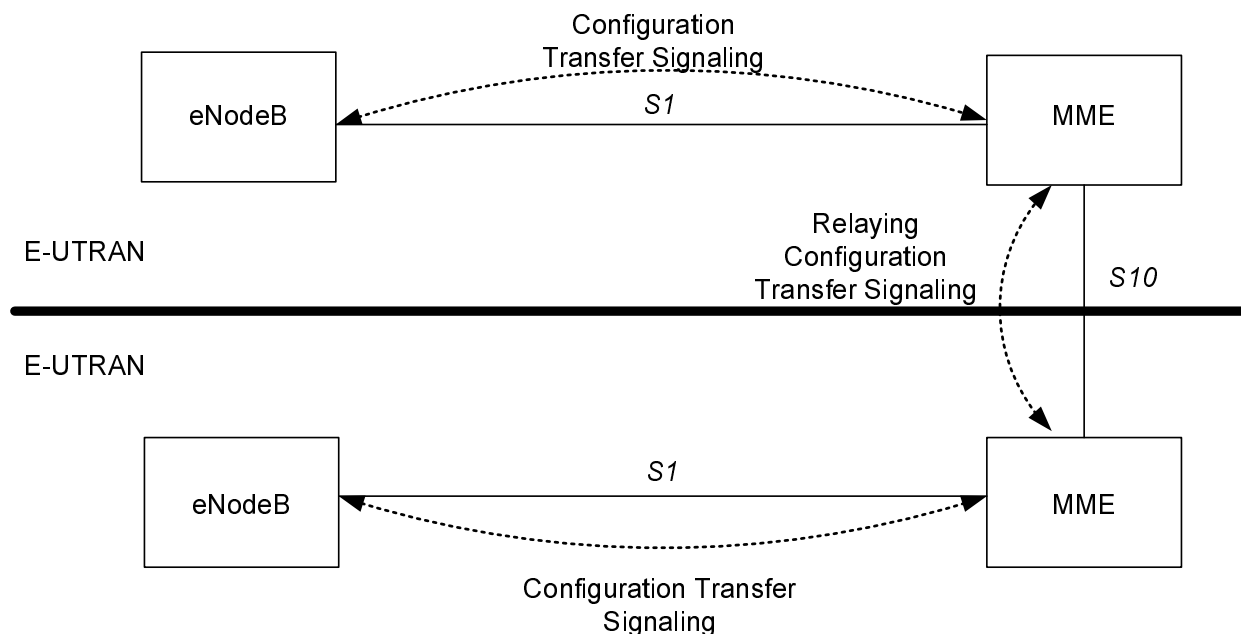 Configuration
Transfer Signaling
eNodeB
S1
MME
Relaying
Configuration
Transfer Signaling
E-UTRAN
S10
E-UTRAN
eNodeB
S1
MME
Configuration Transfer
Signaling